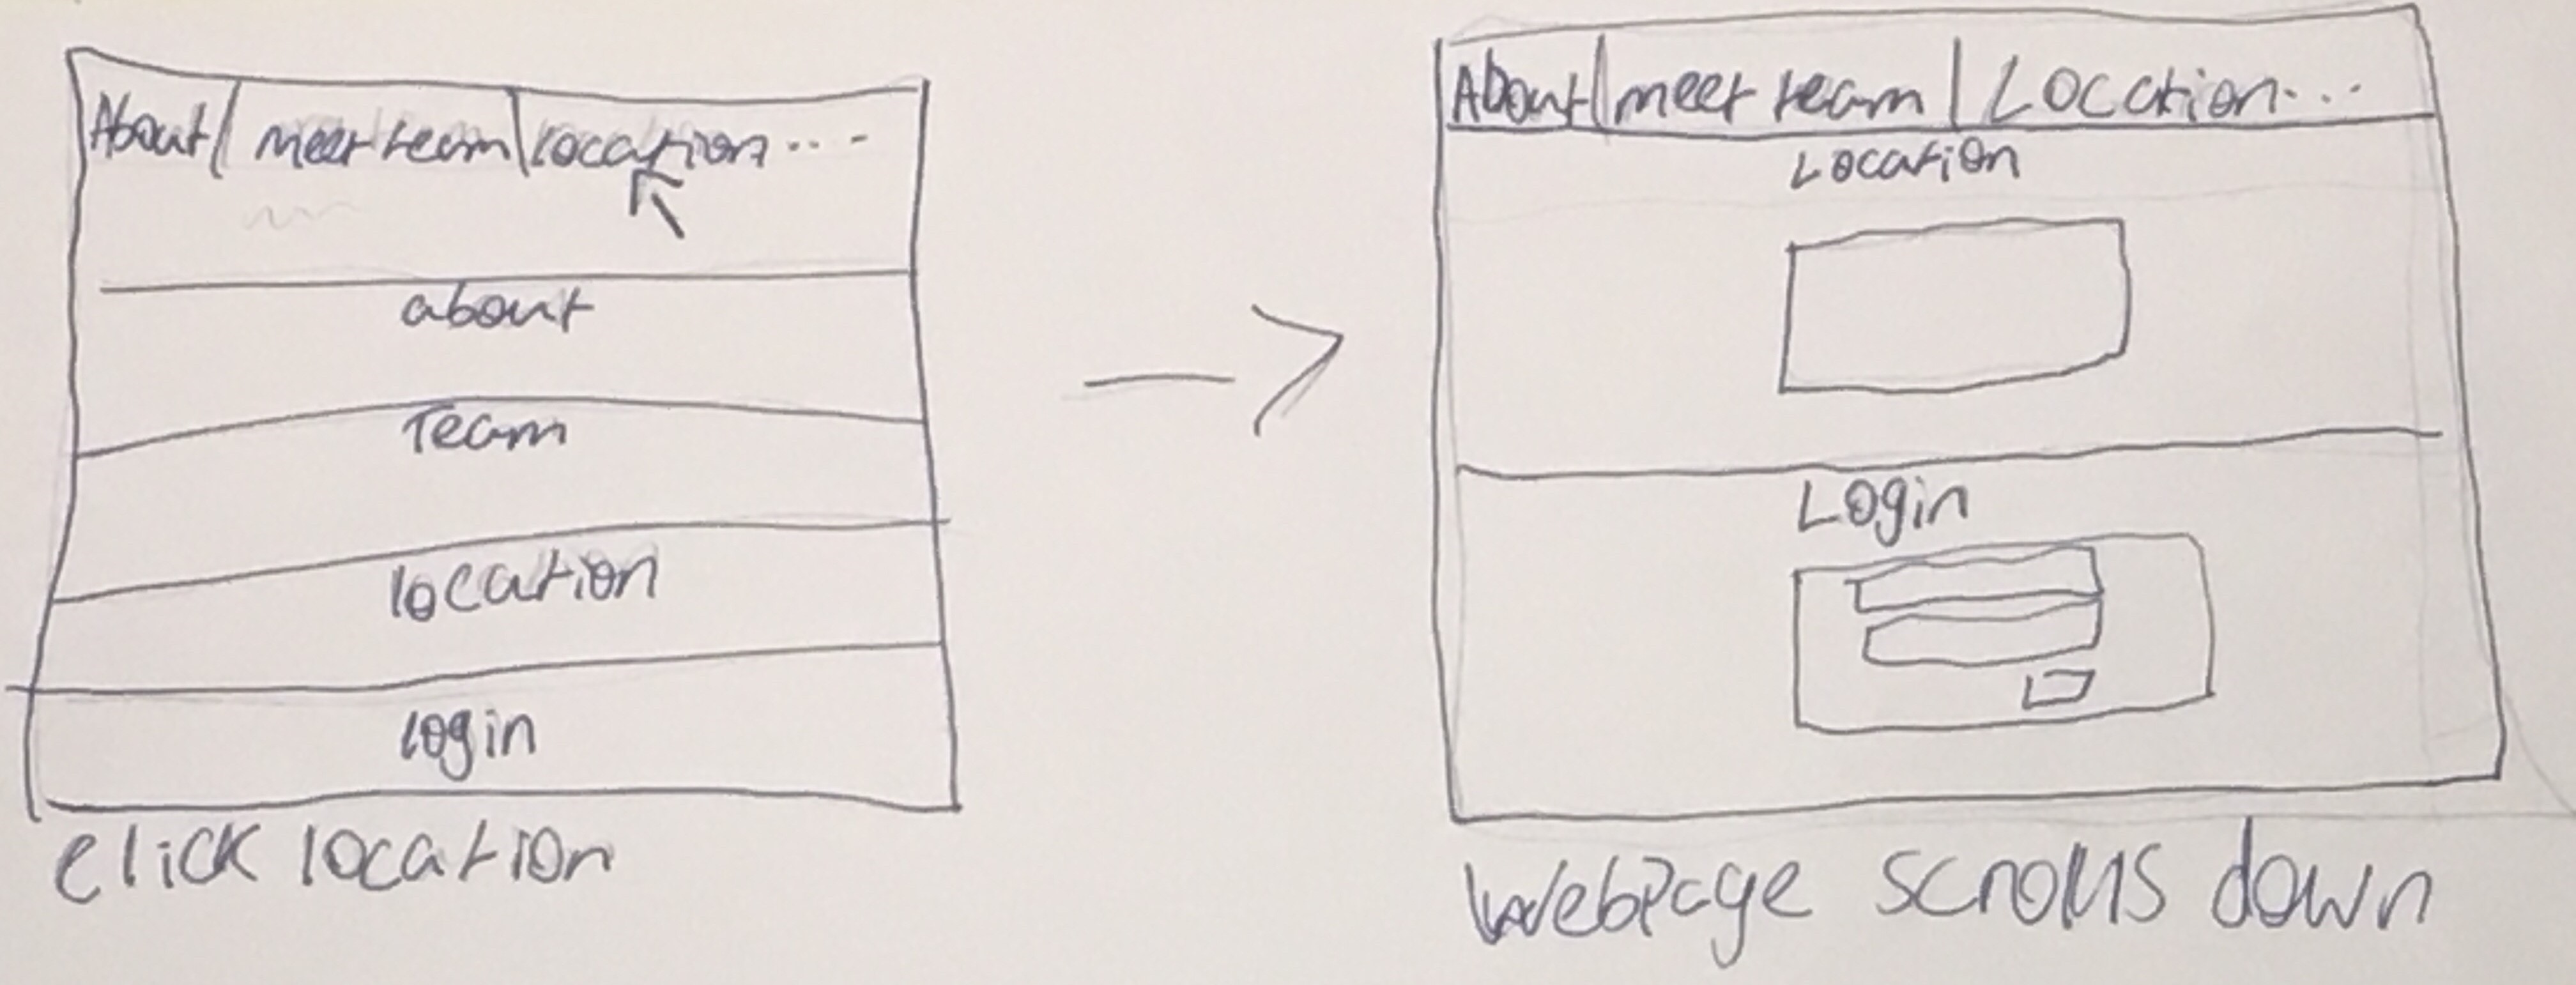 About | meet team | location...
about
Team
location
login
click location
About | meet team | Location...
Location
Login
Webpage scrolls down